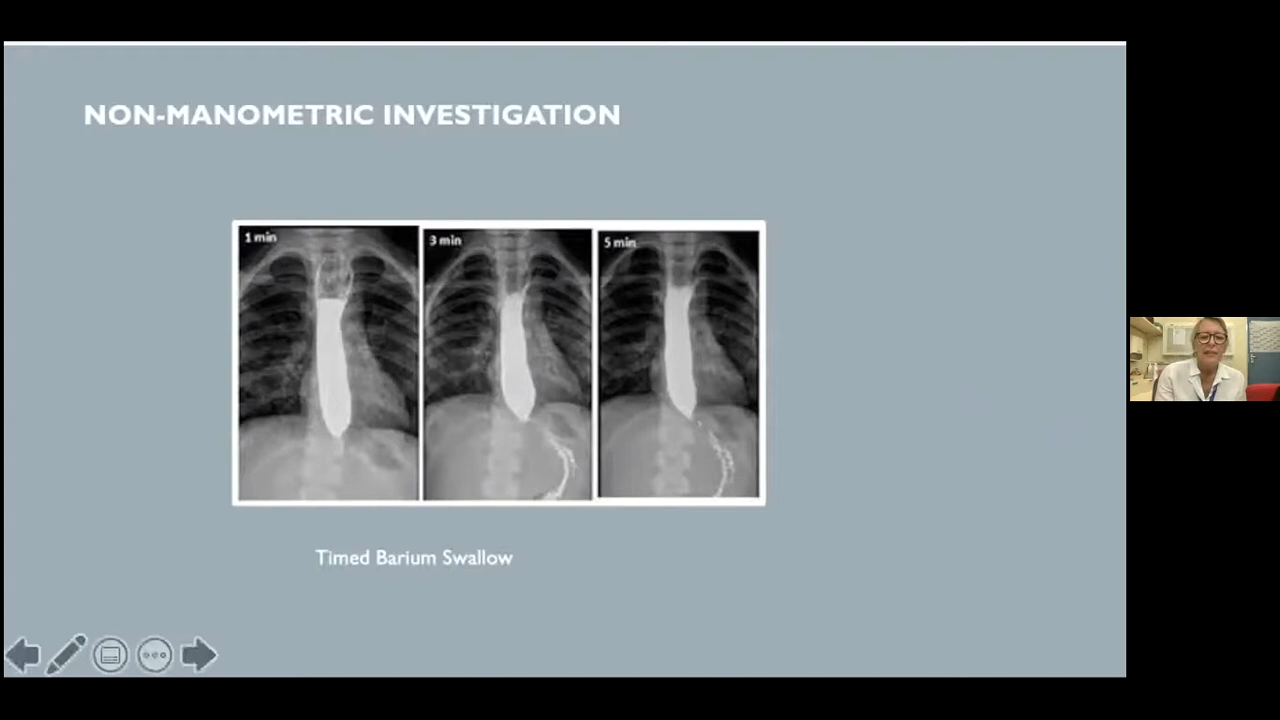 NON-MANOMETRIC INVESTIGATION
1 min
3 min
5 min
Timed Barium Swallow